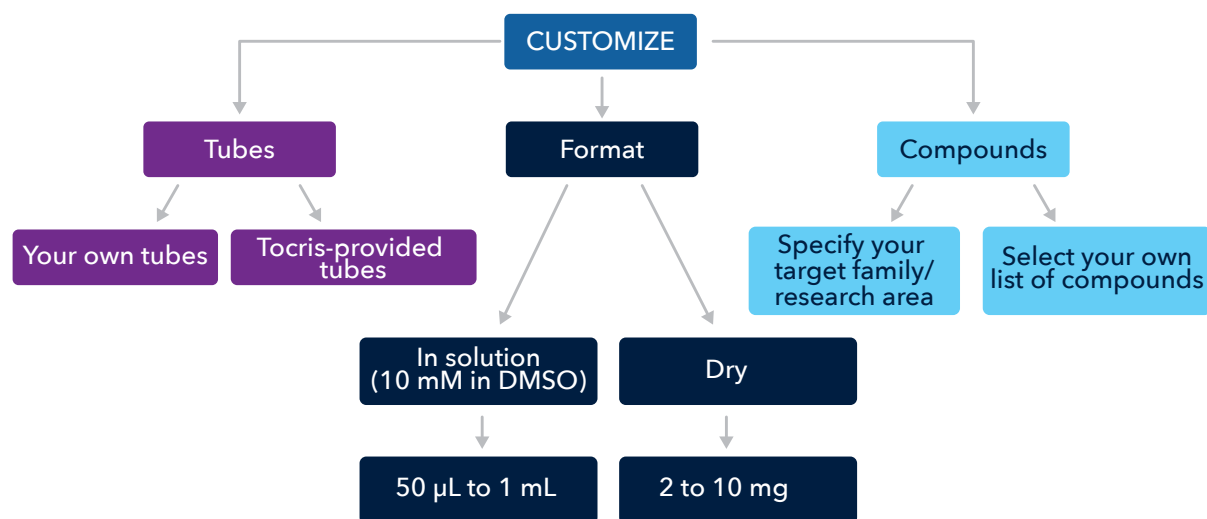 CUSTOMIZE
Tubes
Format
Compounds
Your own tubes
Tocris-provided
tubes
Specify your
target family/
research area
Select your own
list of compounds
In solution
(10 mM in DMSO)
Dry
50 µL to 1 mL
2 to 10 mg